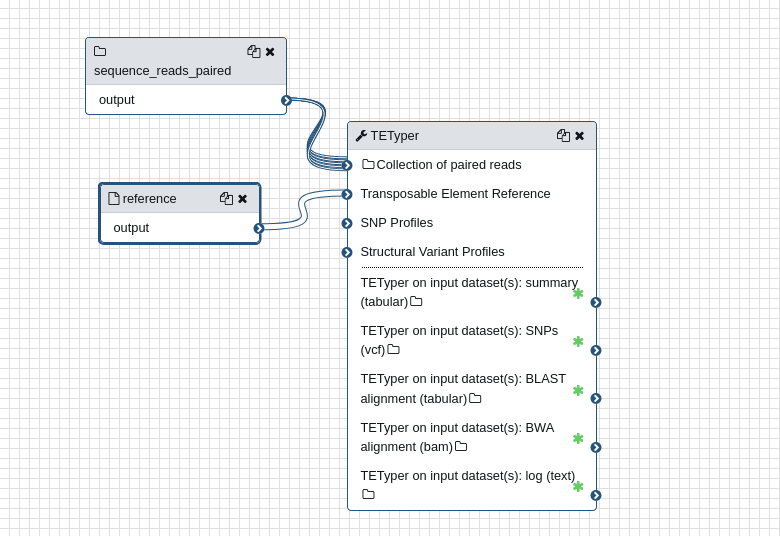 sequence_reads_paired
output
reference
output
TETyper
Collection of paired reads
Transposable Element Reference
SNP Profiles
Structural Variant Profiles
TETyper on input dataset(s): summary
(tabular)
TETyper on input dataset(s): SNPs
(vcf)
TETyper on input dataset(s): BLAST
alignment (tabular)
TETyper on input dataset(s): BWA
alignment (bam)
TETyper on input dataset(s): log (text)